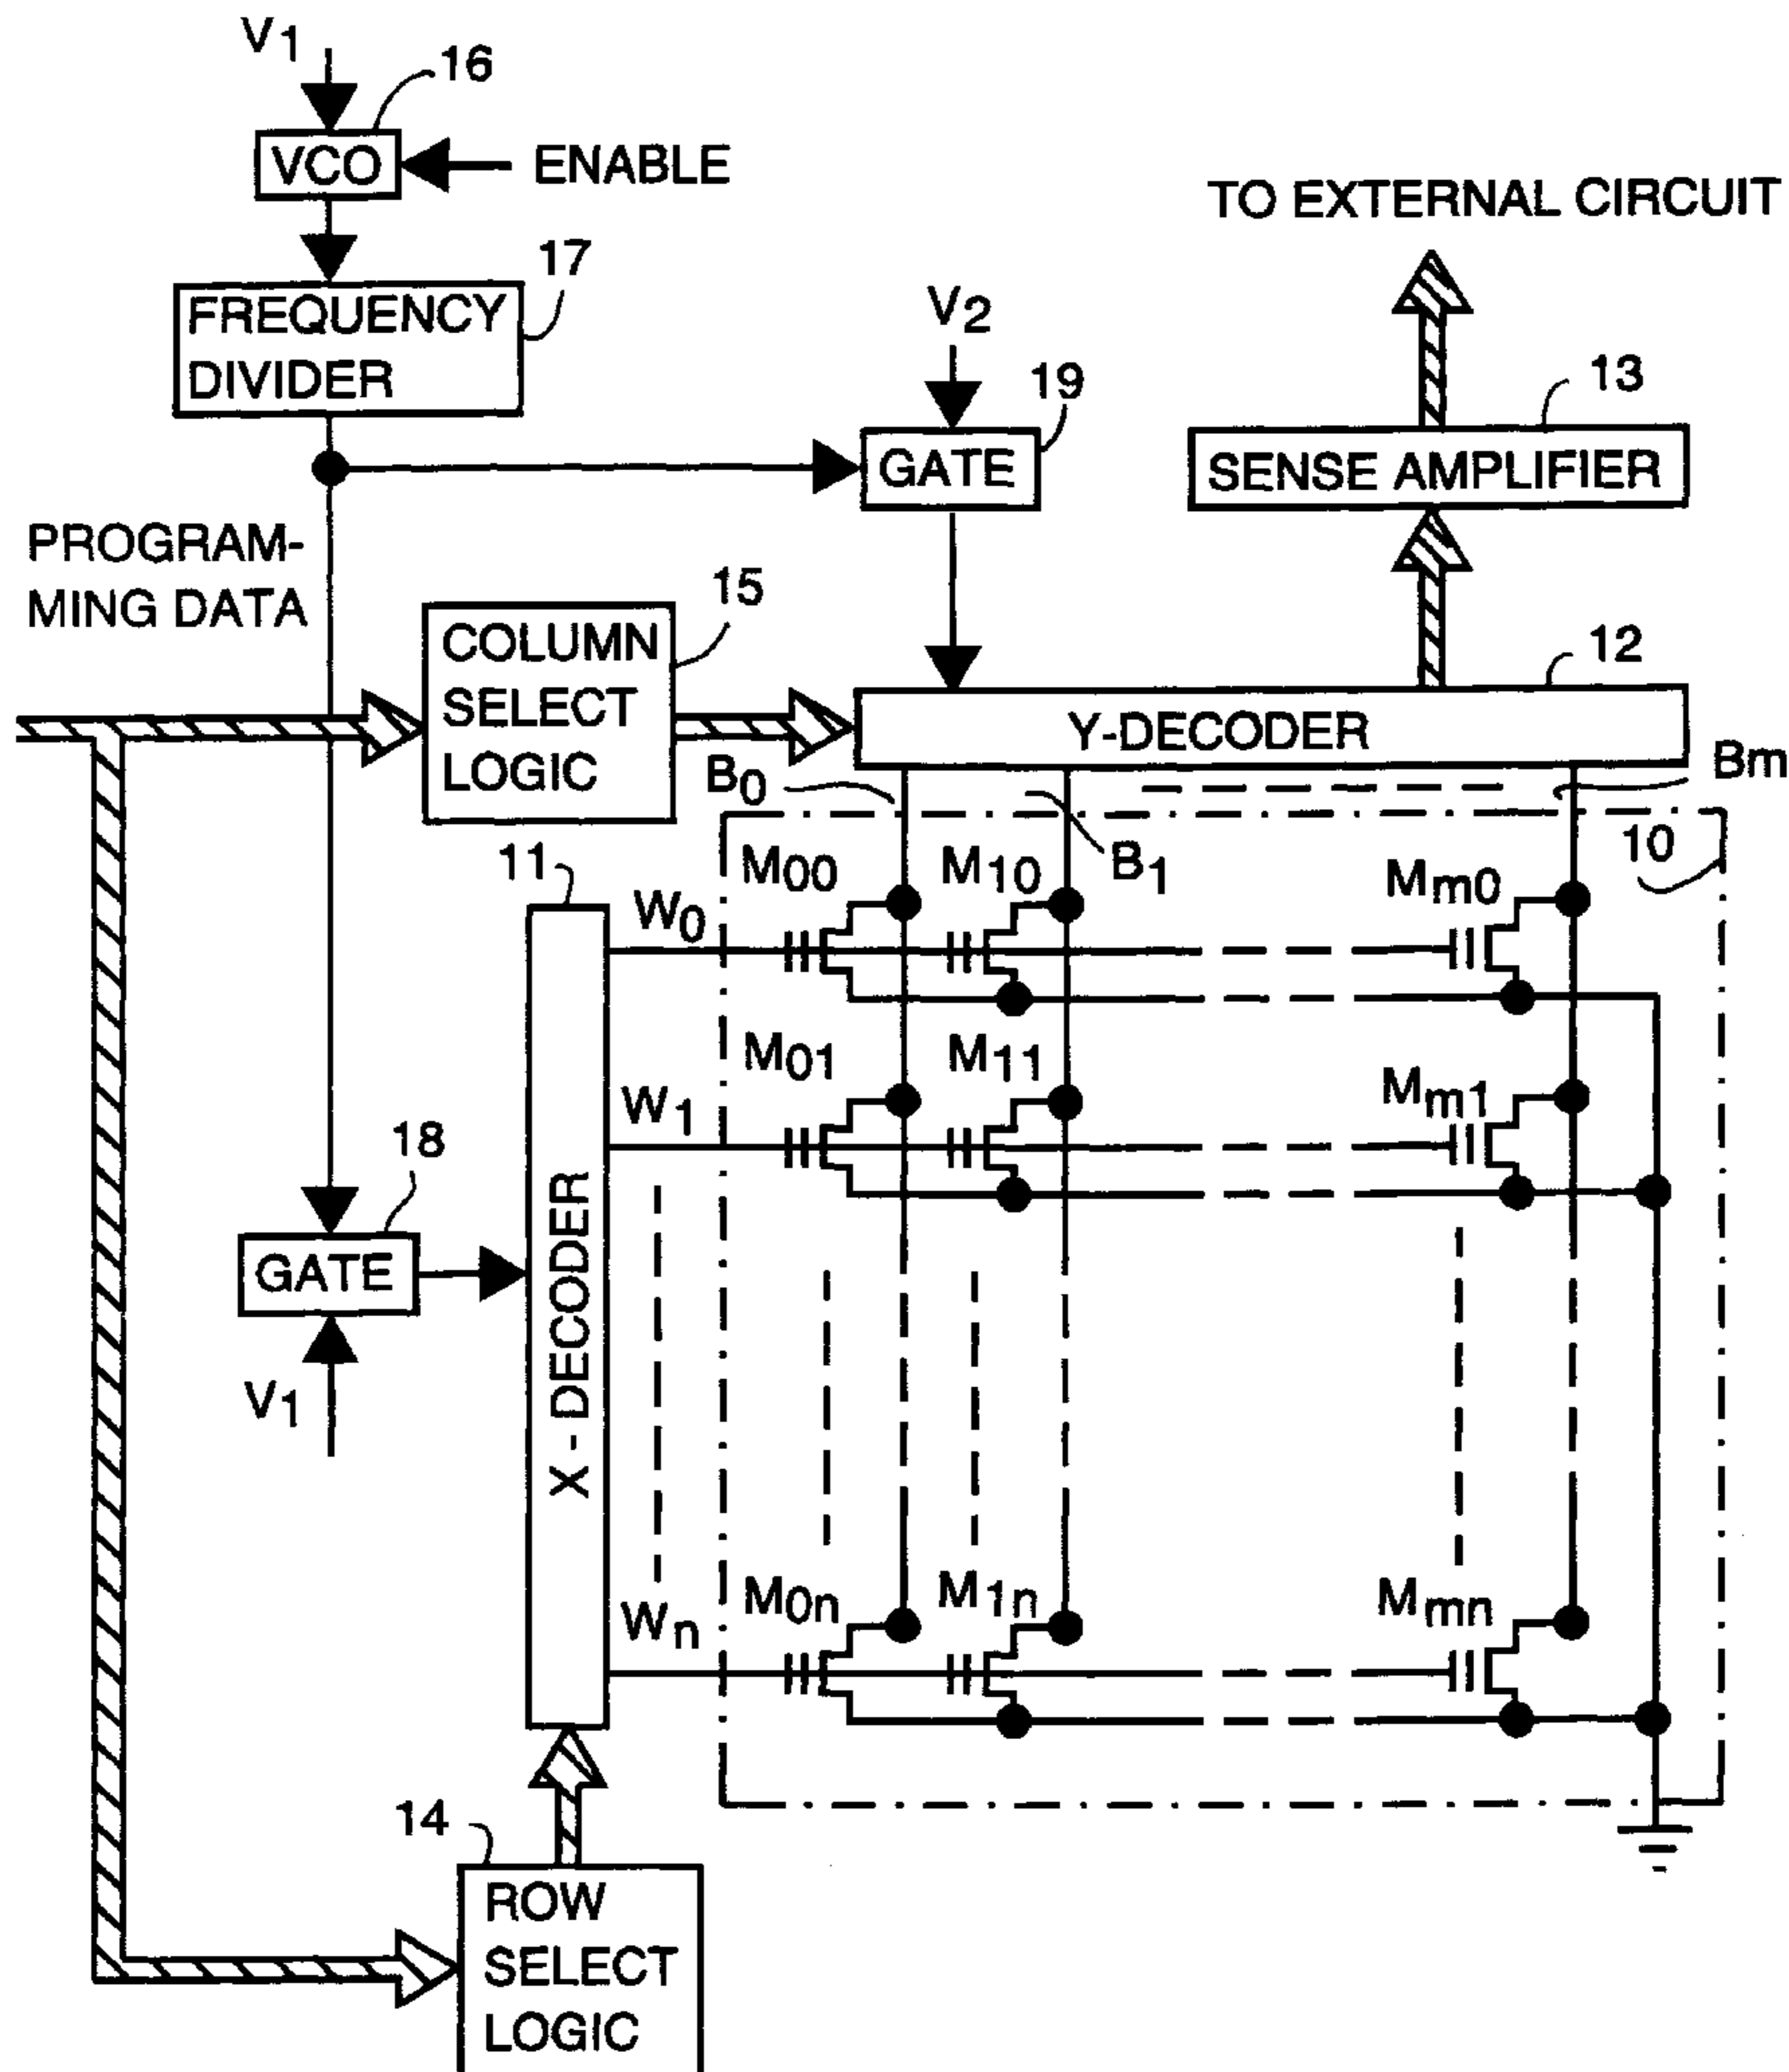 V1
16
VCO
ENABLE
TO EXTERNAL CIRCUIT
17
FREQUENCY
DIVIDER
V2
19
GATE
13
SENSE AMPLIFIER
PROGRAM-
MING DATA
15
COLUMN
SELECT
LOGIC
12
Y-DECODER
B0
B1
Bm
10
11
M00
M10
Mm0
W0
M01
M11
Mm1
W1
18
GATE
V1
X - DECODER
M0n
M1n
Mmn
Wn
14
ROW
SELECT
LOGIC